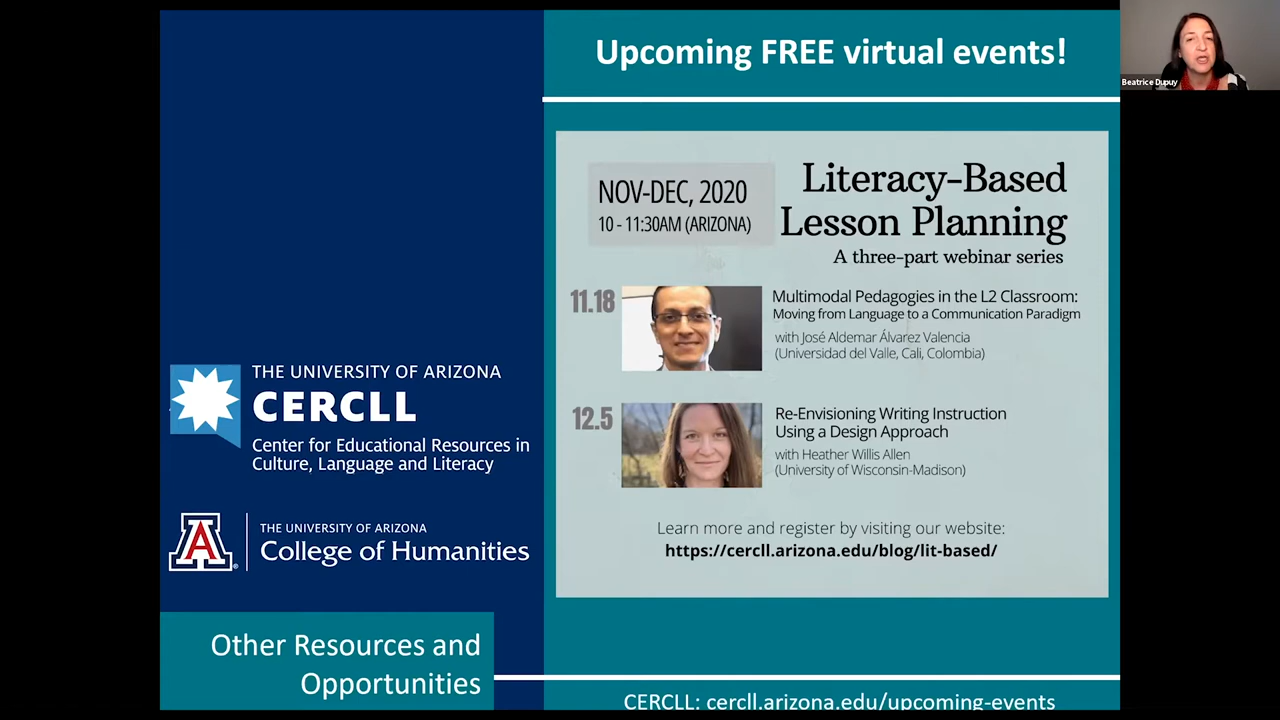 Upcoming FREE virtual events!
Beatrice Dupuy
NOV-DEC, 2020
10 - 11:30AM (ARIZONA)
Literacy-Based
Lesson Planning
A three-part webinar series
11.18
Multimodal Pedagogies in the L2 Classroom:
Moving from Language to a Communication Paradigm
with José Aldemar Álvarez Valencia
(Universidad del Valle, Cali, Colombia)
12.5
Re-Envisioning Writing Instruction
Using a Design Approach
with Heather Willis Allen
(University of Wisconsin-Madison)
Learn more and register by visiting our website:
https://cercll.arizona.edu/blog/lit-based/
THE UNIVERSITY OF ARIZONA
CERCLL
Center for Educational Resources in
Culture, Language and Literacy
A
THE UNIVERSITY OF ARIZONA
College of Humanities
Other Resources and
Opportunities
CERCLL: cercll.arizona.edu/upcoming-events